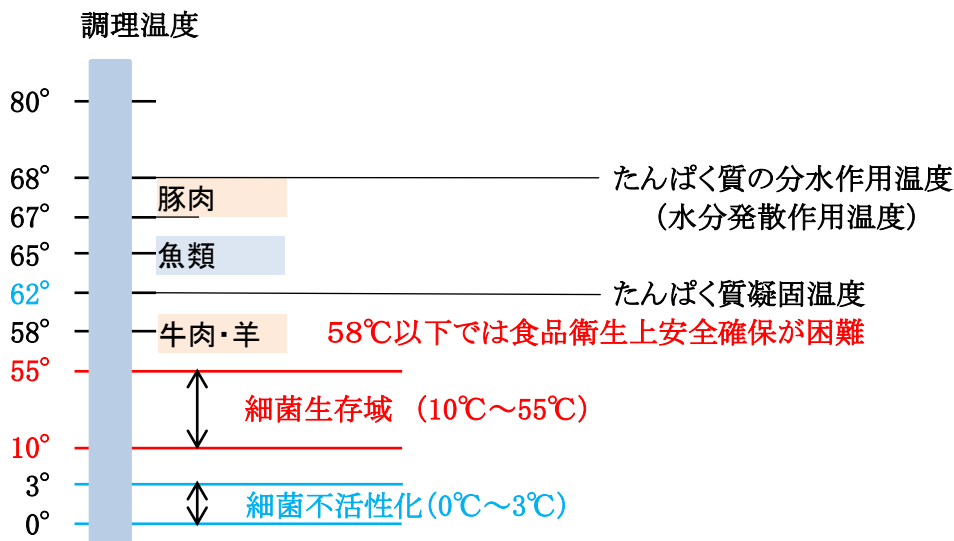 調理温度
80°
68°
たんぱく質の分水作用温度
豚肉
67°
（水分発散作用温度）
65°
魚類
62°
たんぱく質凝固温度
58°
牛肉・羊
58℃以下では食品衛生上安全確保が困難
55°
細菌生存域 （10℃～55℃）
10°
3°
細菌不活性化（0℃～3℃）
0°